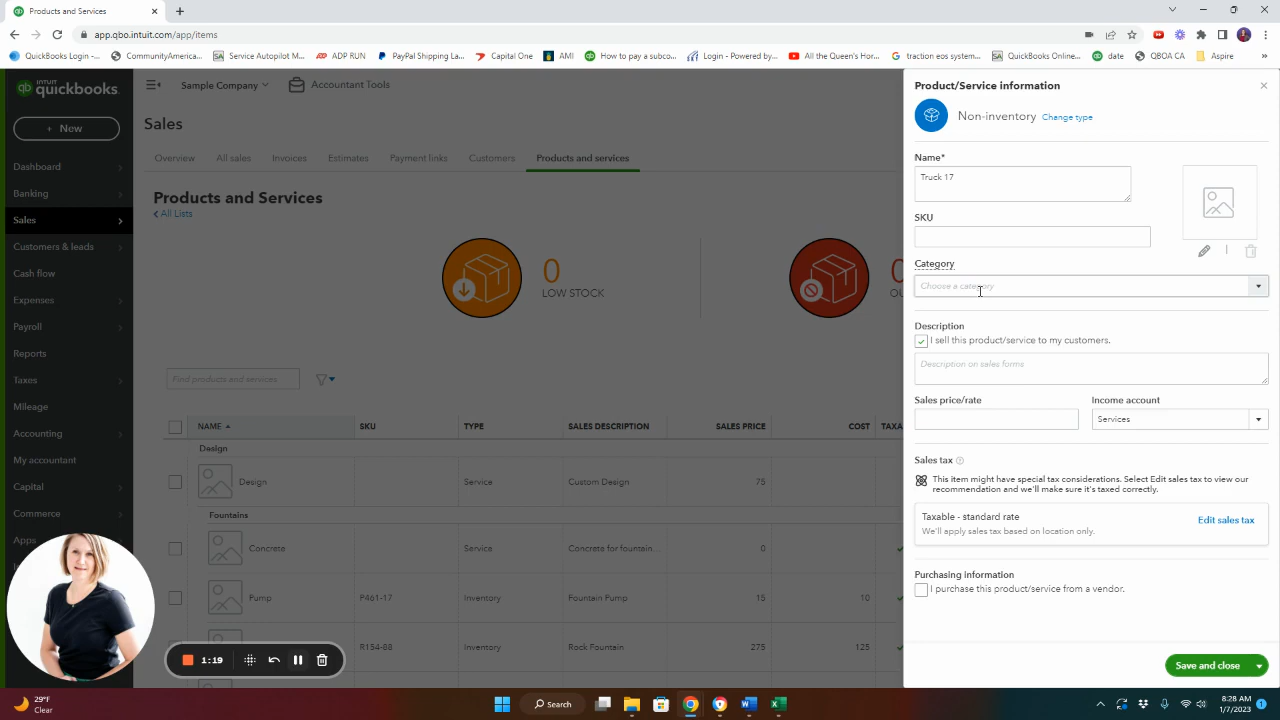 Products and Services
app.qbo.intuit.com/app/items
QuickBooks Login -...
CommunityAmerica...
Service Autopilot M...
ADP RUN
PayPal Shipping La...
Capital One
AMI
How to pay a subco...
Login - Powered by...
All the Queen's Hor...
traction eos system...
QuickBooks Online...
date
QBOA CA
Aspire
»
intuit
quickbooks.
Sample Company
Accountant Tools
+ New
Dashboard
Banking
Sales
Customers & leads
Cash flow
Expenses
Payroll
Reports
Taxes
Mileage
Accounting
My accountant
Capital
Commerce
Apps
Sales
Overview
All sales
Invoices
Estimates
Payment links
Customers
Products and services
Products and Services
All Lists
0
LOW STOCK
Find products and services
NAME
SKU
TYPE
SALES DESCRIPTION
SALES PRICE
COST
Design
Design
Service
Custom Design
75
Fountains
Concrete
Service
Concrete for fountain...
0
Pump
P461-17
Inventory
Fountain Pump
15
10
R154-88
Inventory
Rock Fountain
275
125
1:19
Product/Service information
Non-inventory Change type
Name*
Truck 17
SKU
Category
Choose a category
Description
I sell this product/service to my customers.
Description on sales forms
Sales price/rate
Income account
Services
Sales tax
This item might have special tax considerations. Select Edit sales tax to view our
recommendation and we'll make sure it's taxed correctly.
Taxable - standard rate
We'll apply sales tax based on location only.
Edit sales tax
Purchasing information
I purchase this product/service from a vendor.
Save and close
29°F
Clear
Search
8:28 AM
1/7/2023